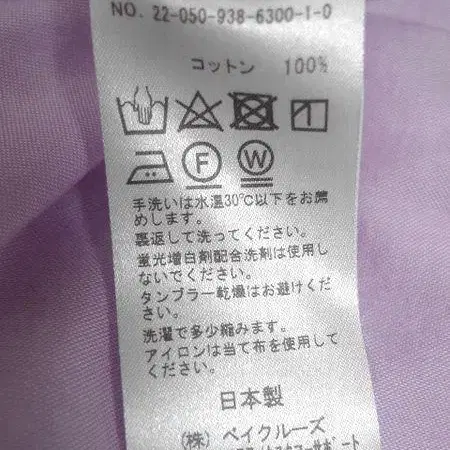 NO. 22-050-938-6300-1-0
コットン 100%
F W
手洗いは水温30℃以下をお薦
めします。
裏返して洗ってください。
蛍光増白剤配合洗剤は使用し
ないでください。
タンブラー乾燥はお避けくだ
さい。
洗濯で多少縮みます。
アイロンは当て布を使用して
ください。
日本製
(株) ベイクルーズ